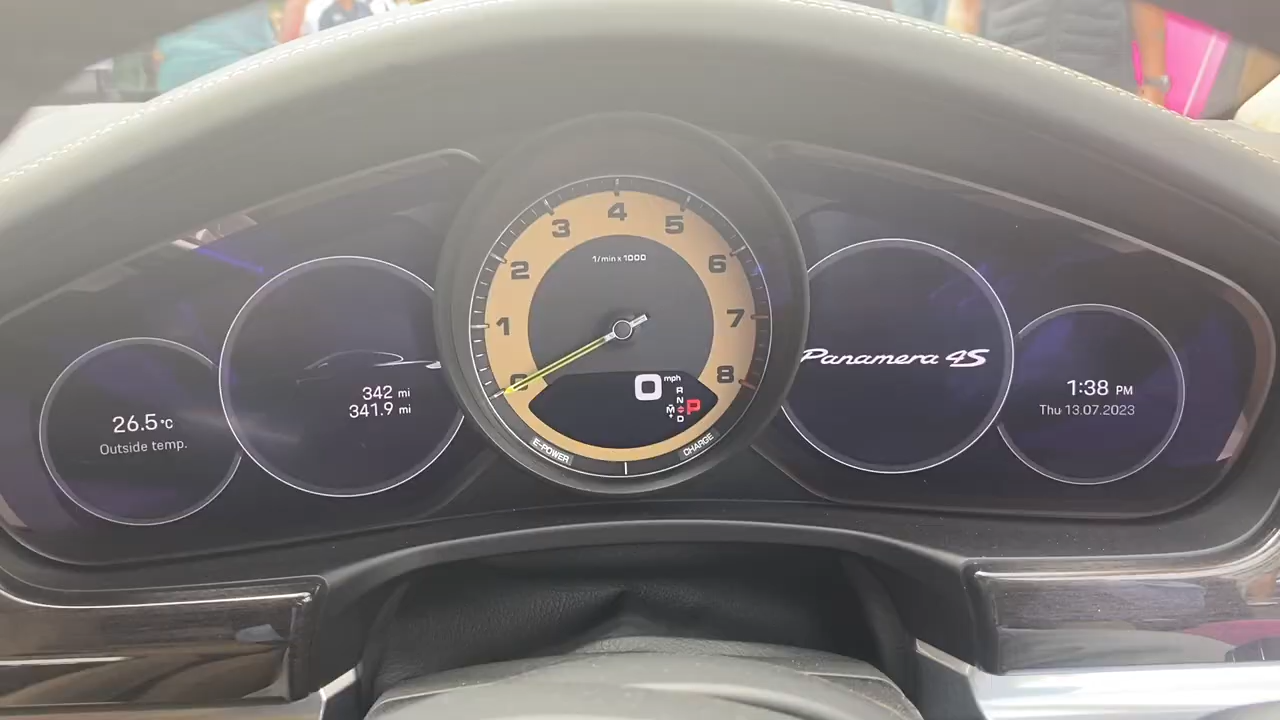 26.5°C
Outside temp.
342 mi
341.9 mi
0
1
2
3
4
5
6
7
8
1/min x 1000
0 mph
R
N
D
M
+
-
P
E-POWER
CHARGE
Panamera 4S
1:38 PM
Thu 13.07.2023